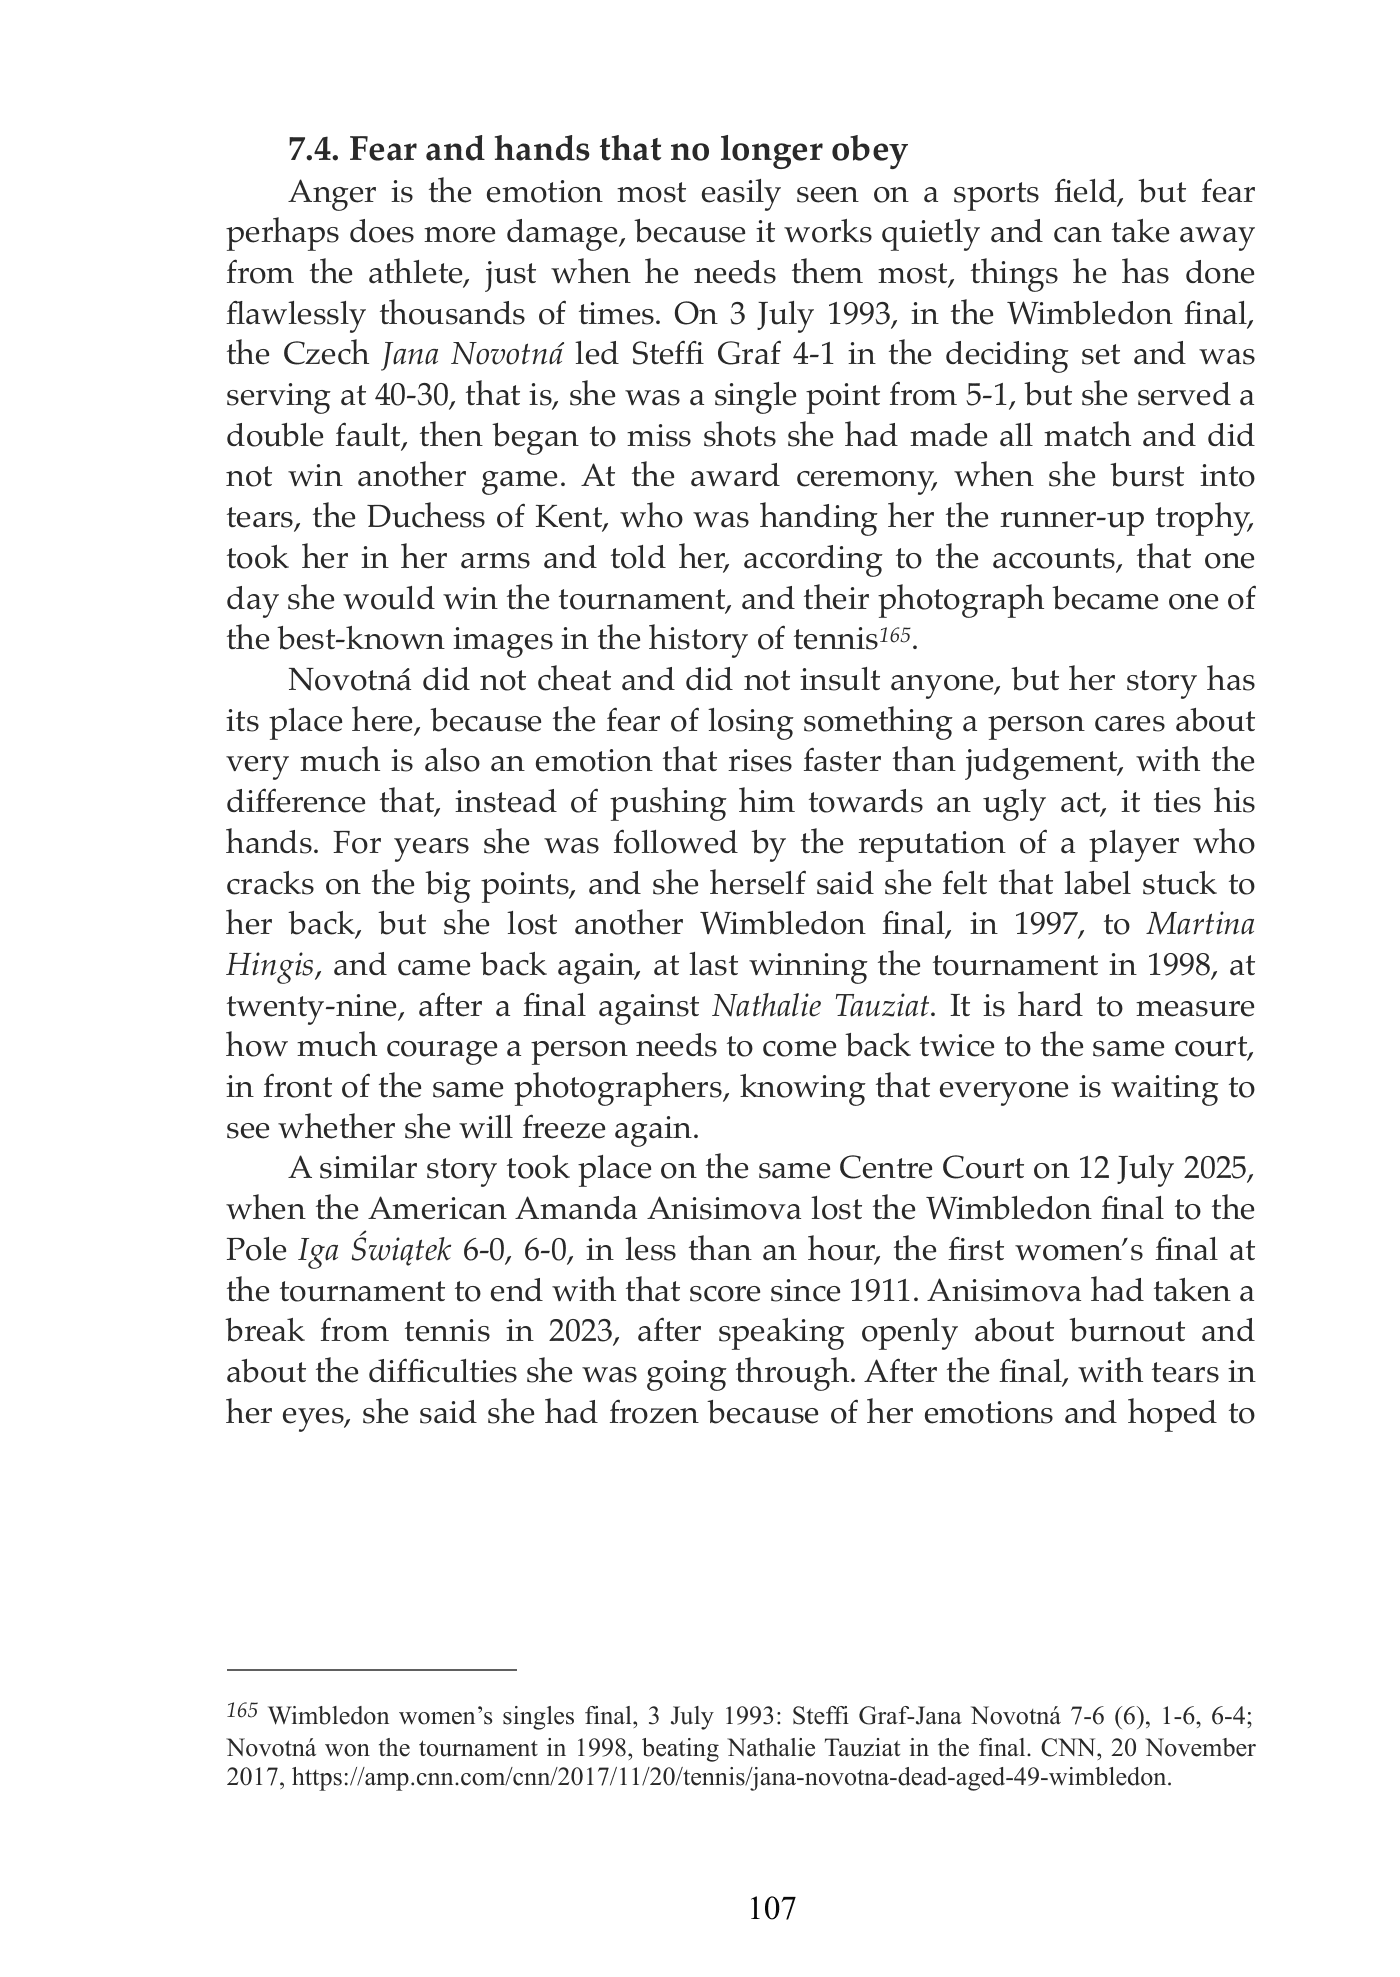 7.4. Fear and hands that no longer obey
Anger is the emotion most easily seen on a sports field, but fear
perhaps does more damage, because it works quietly and can take away
from the athlete, just when he needs them most, things he has done
flawlessly thousands of times. On 3 July 1993, in the Wimbledon final,
the Czech Jana Novotná led Steffi Graf 4-1 in the deciding set and was
serving at 40-30, that is, she was a single point from 5-1, but she served a
double fault, then began to miss shots she had made all match and did
not win another game. At the award ceremony, when she burst into
tears, the Duchess of Kent, who was handing her the runner-up trophy,
took her in her arms and told her, according to the accounts, that one
day she would win the tournament, and their photograph became one of
the best-known images in the history of tennis165.
Novotná did not cheat and did not insult anyone, but her story has
its place here, because the fear of losing something a person cares about
very much is also an emotion that rises faster than judgement, with the
difference that, instead of pushing him towards an ugly act, it ties his
hands. For years she was followed by the reputation of a player who
cracks on the big points, and she herself said she felt that label stuck to
her back, but she lost another Wimbledon final, in 1997, to Martina
Hingis, and came back again, at last winning the tournament in 1998, at
twenty-nine, after a final against Nathalie Tauziat. It is hard to measure
how much courage a person needs to come back twice to the same court,
in front of the same photographers, knowing that everyone is waiting to
see whether she will freeze again.
A similar story took place on the same Centre Court on 12 July 2025,
when the American Amanda Anisimova lost the Wimbledon final to the
Pole Iga Świątek 6-0, 6-0, in less than an hour, the first women’s final at
the tournament to end with that score since 1911. Anisimova had taken a
break from tennis in 2023, after speaking openly about burnout and
about the difficulties she was going through. After the final, with tears in
her eyes, she said she had frozen because of her emotions and hoped to
165 Wimbledon women’s singles final, 3 July 1993: Steffi Graf-Jana Novotná 7-6 (6), 1-6, 6-4;
Novotná won the tournament in 1998, beating Nathalie Tauziat in the final. CNN, 20 November
2017, https://amp.cnn.com/cnn/2017/11/20/tennis/jana-novotna-dead-aged-49-wimbledon.
107